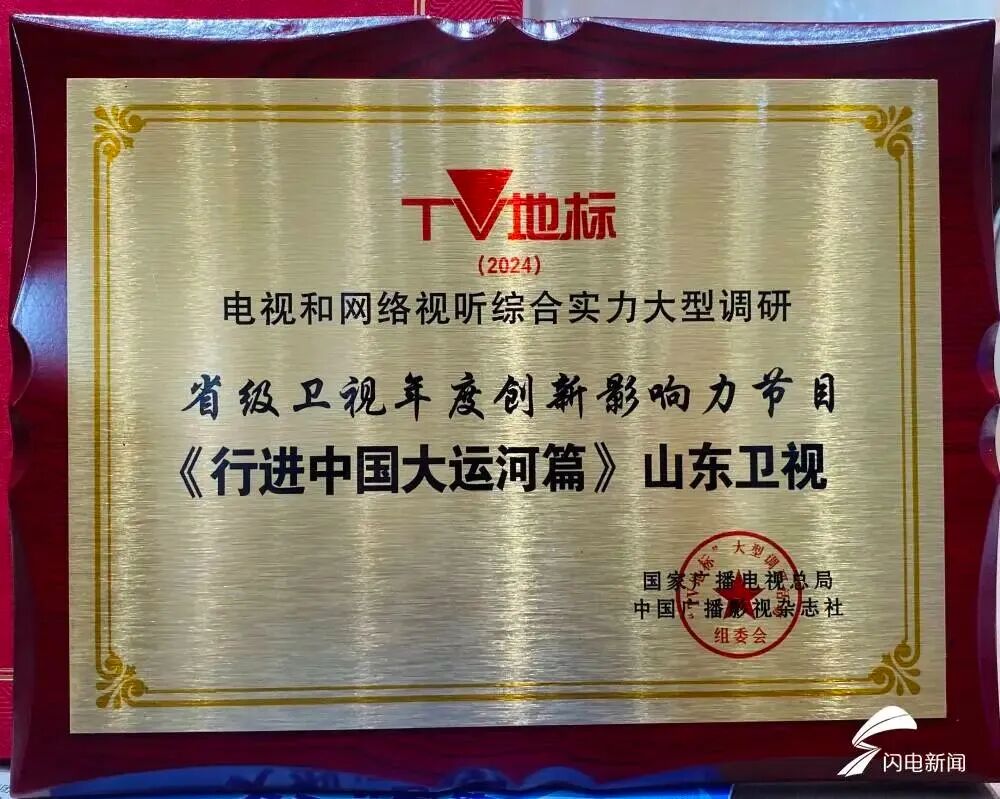 TV地标
(2024)
电视和网络视听综合实力大型调研
省级卫视年度创新影响力节目
《行进中国大运河篇》山东卫视
国家广播电视总局
中国广播影视杂志社
组委会
闪电新闻